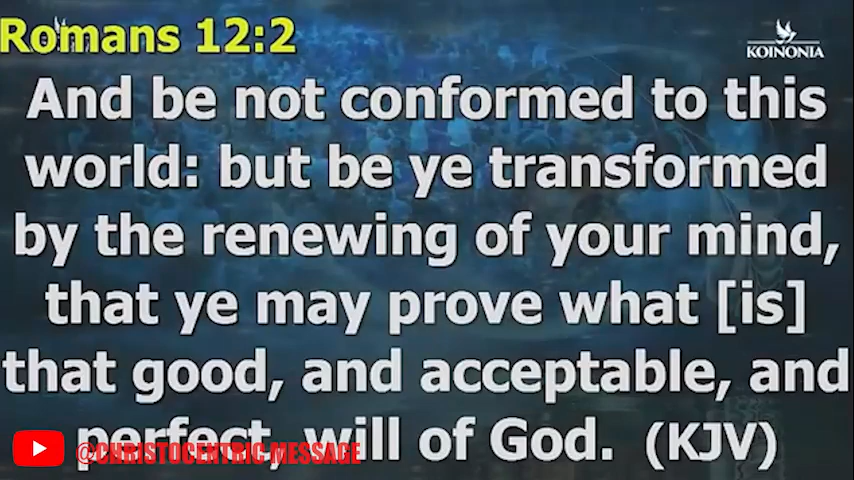 Romans 12:2
KOINONIA
And be not conformed to this
world: but be ye transformed
by the renewing of your mind,
that ye may prove what [is]
that good, and acceptable, and
perfect, will of God. (KJV)
@CHRISTOCENTRIC MESSAGE